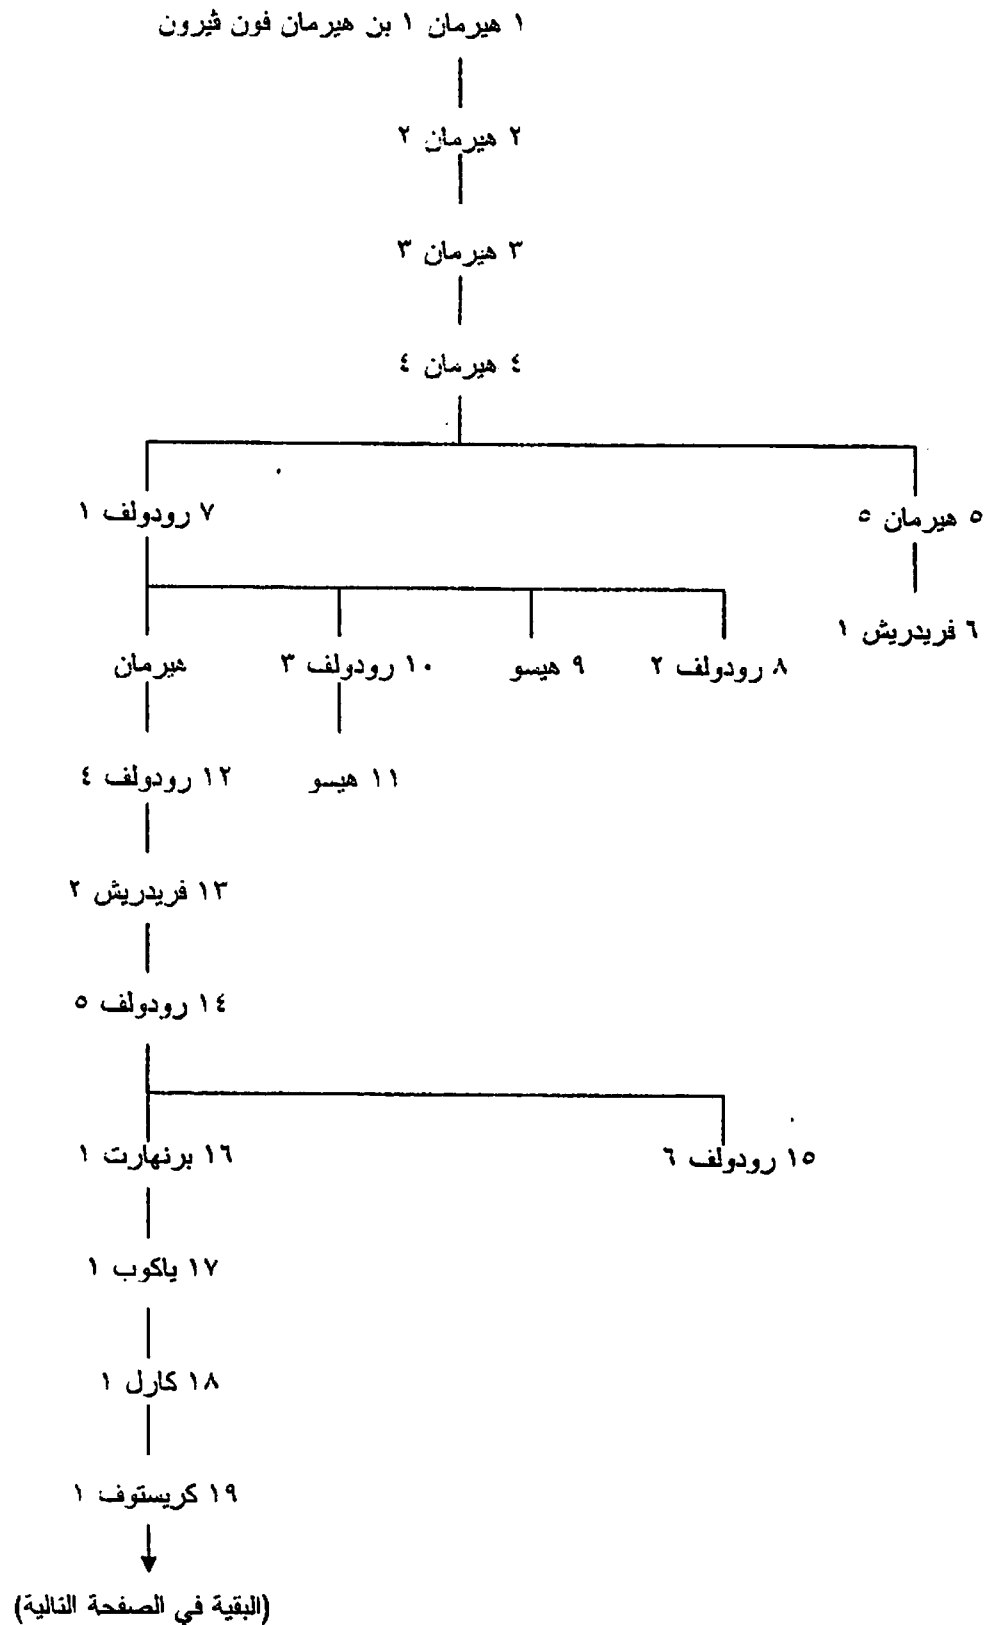 ١ هيرمان ١ بن هيرمان فون ڤيرون
٢ هيرمان ٢
٣ هيرمان ٣
٤ هيرمان ٤
٥ هيرمان ٥
٧ رودولف ١
٦ فريدريش ١
٨ رودولف ٢
٩ هيسو
١٠ رودولف ٣
هيرمان
١١ هيسو
١٢ رودولف ٤
١٣ فريدريش ٢
١٤ رودولف ٥
١٥ رودولف ٦
١٦ برنهارت ١
١٧ ياكوب ١
١٨ كارل ١
١٩ كريستوف ١
(البقية في الصفحة التالية)